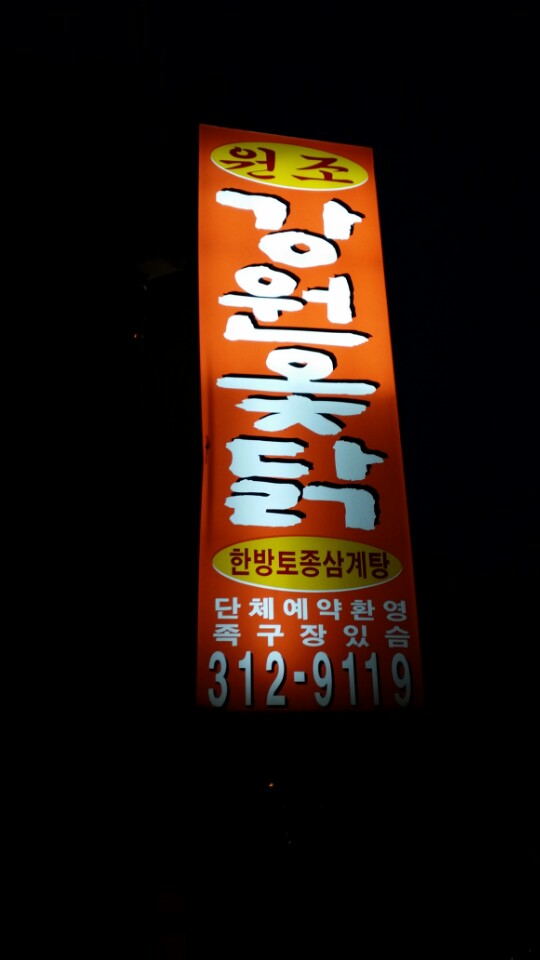 원조
강원옻닭
한방토종삼계탕
단체예약환영
족구장있슴
312-9119